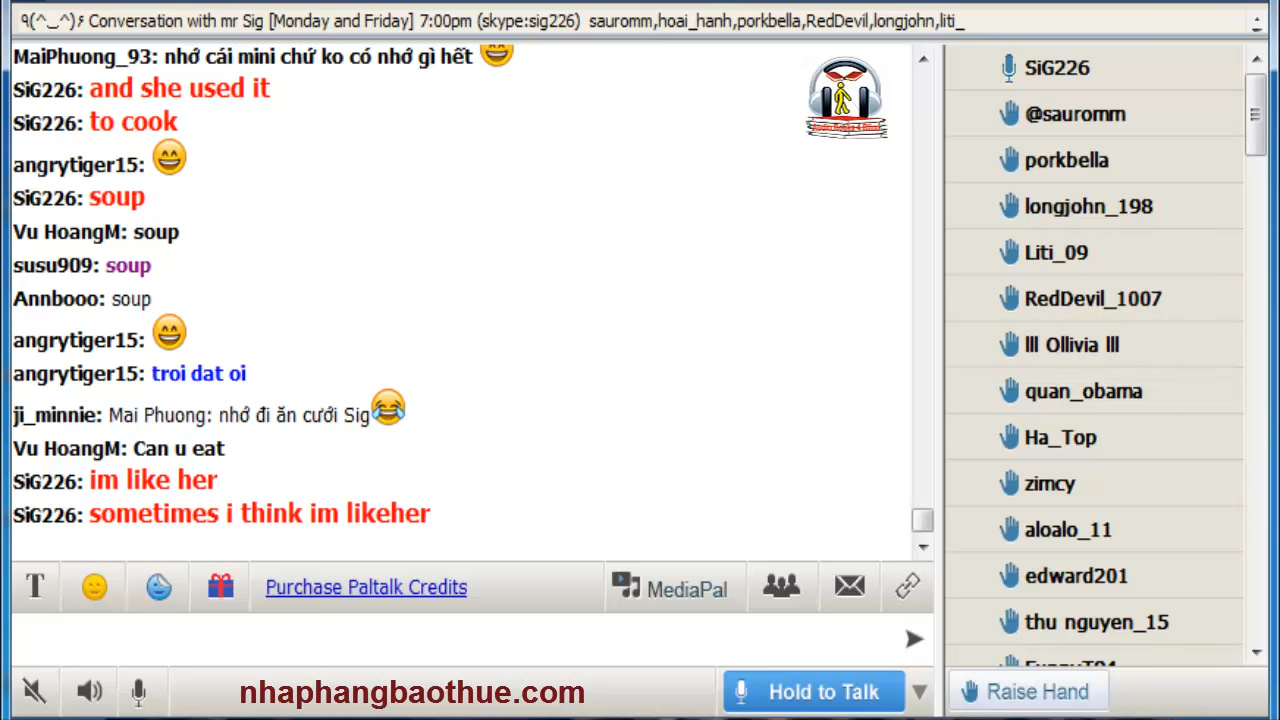 ٩(^_^)۶ Conversation with mr Sig [Monday and Friday] 7:00pm (skype:sig226) sauromm,hoai_hanh,porkbella,RedDevil,longjohn,liti_
MaiPhuong_93: nhớ cái mini chứ ko có nhớ gì hết
SiG226: and she used it
SiG226: to cook
angrytiger15:
SiG226: soup
Vu HoangM: soup
susu909: soup
Annbooo: soup
angrytiger15:
angrytiger15: troi dat oi
ji_minnie: Mai Phuong: nhớ đi ăn cưới Sig
Vu HoangM: Can u eat
SiG226: im like her
SiG226: sometimes i think im likeher
T
Purchase Paltalk Credits
MediaPal
nhaphangbaothue.com
Hold to Talk
SiG226
@sauromm
porkbella
longjohn_198
Liti_09
RedDevil_1007
lll Ollivia lll
quan_obama
Ha_Top
zimcy
aloalo_11
edward201
thu nguyen_15
Raise Hand